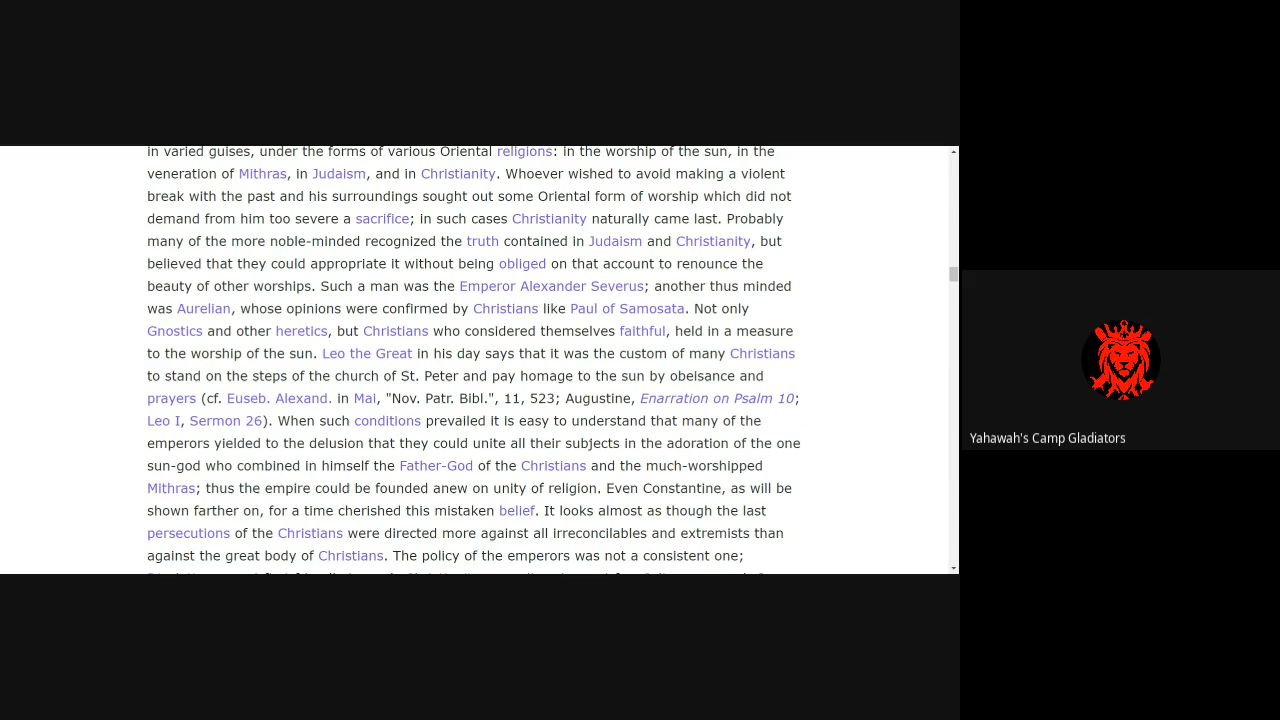 in varied guises, under the forms of various Oriental religions: in the worship of the sun, in the
veneration of Mithras, in Judaism, and in Christianity. Whoever wished to avoid making a violent
break with the past and his surroundings sought out some Oriental form of worship which did not
demand from him too severe a sacrifice; in such cases Christianity naturally came last. Probably
many of the more noble-minded recognized the truth contained in Judaism and Christianity, but
believed that they could appropriate it without being obliged on that account to renounce the
beauty of other worships. Such a man was the Emperor Alexander Severus; another thus minded
was Aurelian, whose opinions were confirmed by Christians like Paul of Samosata. Not only
Gnostics and other heretics, but Christians who considered themselves faithful, held in a measure
to the worship of the sun. Leo the Great in his day says that it was the custom of many Christians
to stand on the steps of the church of St. Peter and pay homage to the sun by obeisance and
prayers (cf. Euseb. Alexand. in Mai, "Nov. Patr. Bibl.", 11, 523; Augustine, Enarration on Psalm 10;
Leo I, Sermon 26). When such conditions prevailed it is easy to understand that many of the
emperors yielded to the delusion that they could unite all their subjects in the adoration of the one
sun-god who combined in himself the Father-God of the Christians and the much-worshipped
Mithras; thus the empire could be founded anew on unity of religion. Even Constantine, as will be
shown farther on, for a time cherished this mistaken belief. It looks almost as though the last
persecutions of the Christians were directed more against all irreconcilables and extremists than
against the great body of Christians. The policy of the emperors was not a consistent one;
Yahawah's Camp Gladiators